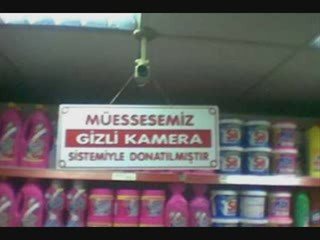 MÜESSESEMİZ
GİZLİ KAMERA
SİSTEMİYLE DONATILMIŞTIR